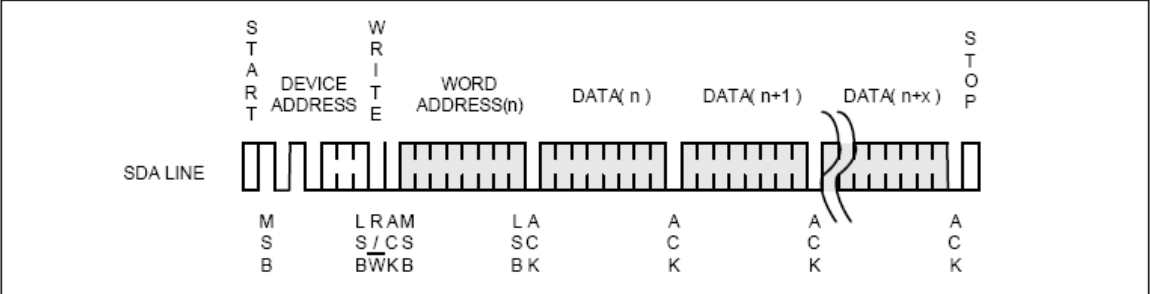 START
WRITE
STOP
DEVICE
ADDRESS
WORD
ADDRESS(n)
DATA( n )
DATA( n+1 )
DATA( n+x )
SDA LINE
MSB
LSB
R/W
ACK
MSB
LSB
ACK
ACK
ACK
ACK